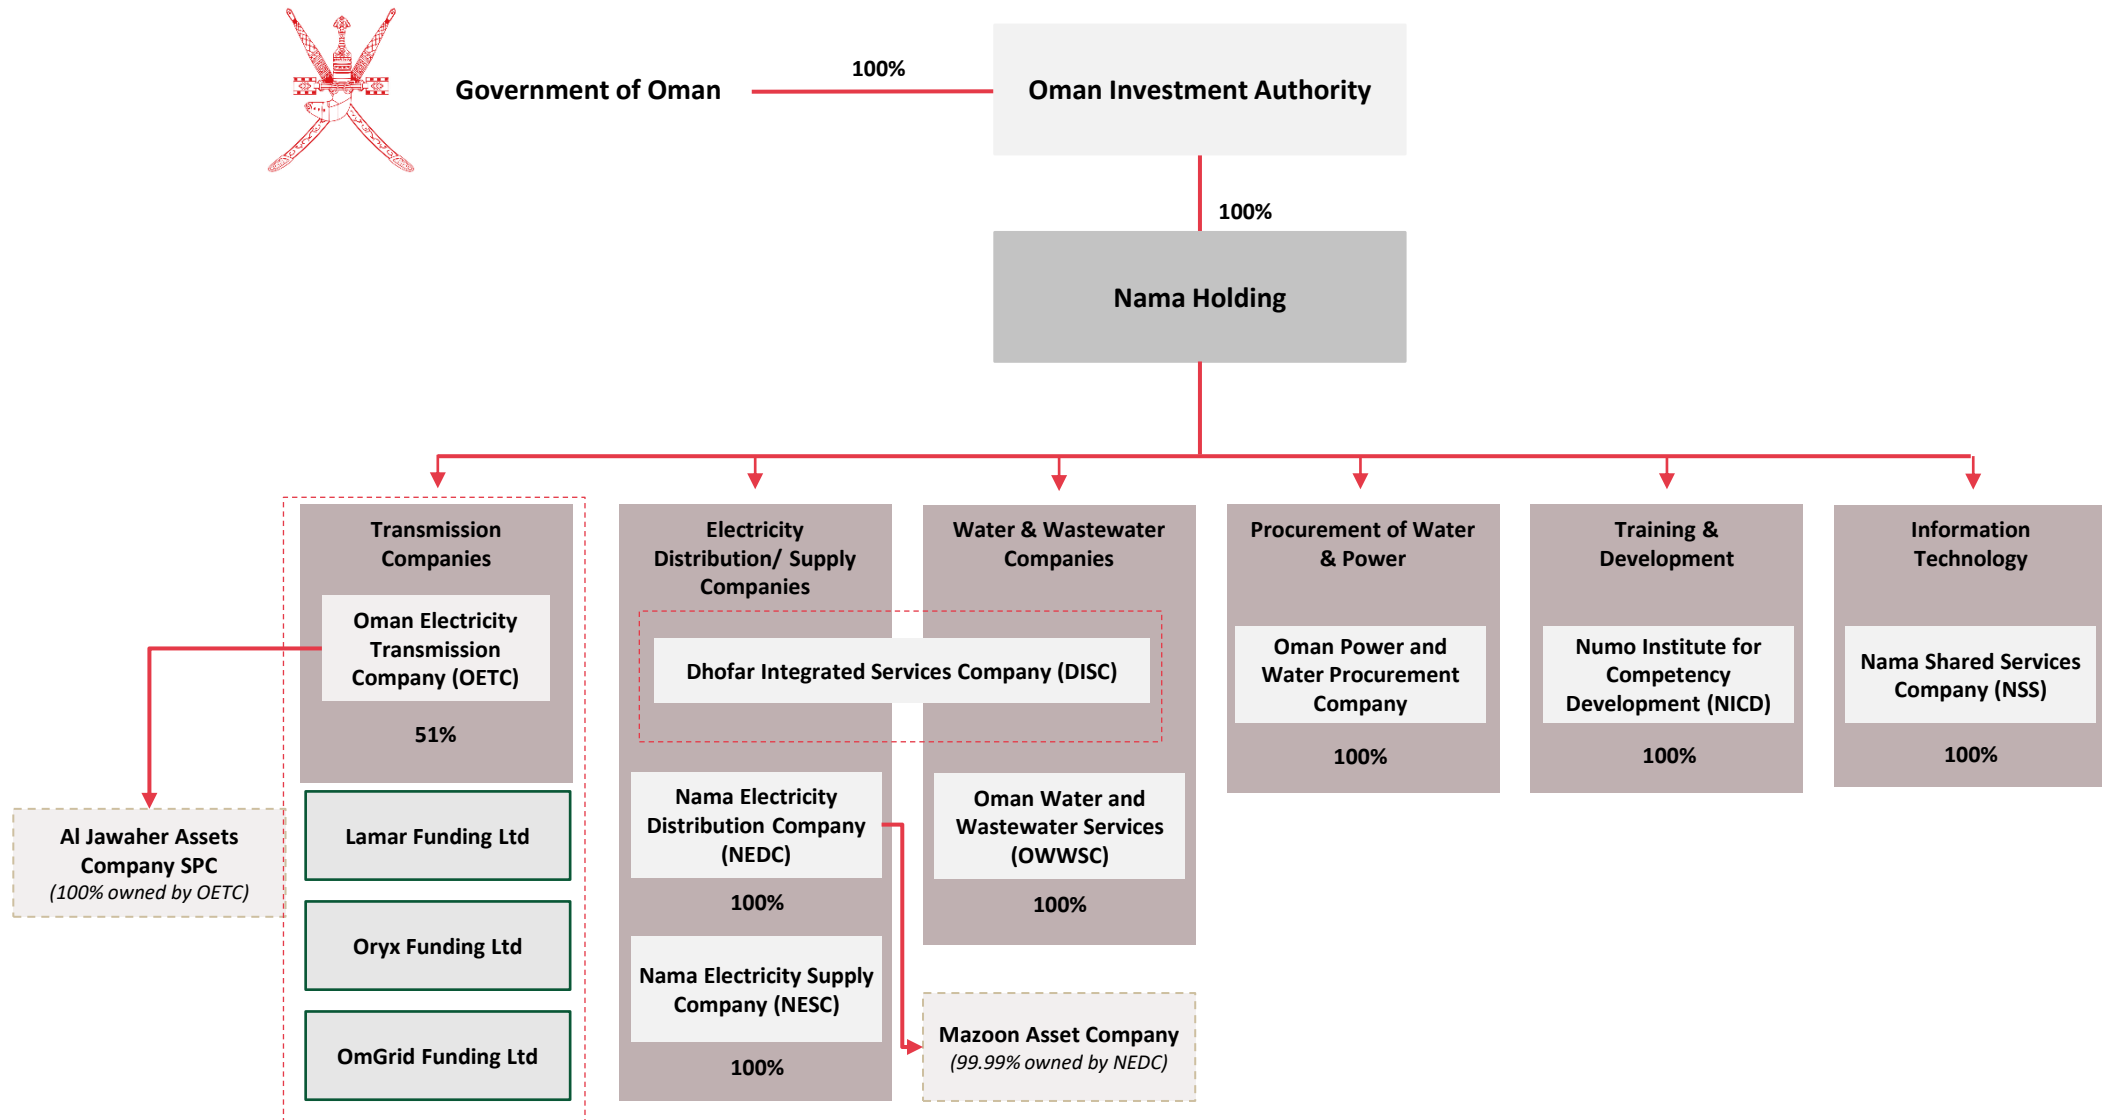 Government of Oman
100%
Oman Investment Authority
100%
Nama Holding
Transmission
Companies
Oman Electricity
Transmission
Company (OETC)
51%
Al Jawaher Assets
Company SPC
(100% owned by OETC)
Lamar Funding Ltd
Oryx Funding Ltd
OmGrid Funding Ltd
Electricity
Distribution/ Supply
Companies
Water & Wastewater
Companies
Dhofar Integrated Services Company (DISC)
Nama Electricity
Distribution Company
(NEDC)
100%
Nama Electricity Supply
Company (NESC)
100%
Oman Water and
Wastewater Services
(OWWSC)
100%
Mazoon Asset Company
(99.99% owned by NEDC)
Procurement of Water
& Power
Oman Power and
Water Procurement
Company
100%
Training &
Development
Numo Institute for
Competency
Development (NICD)
100%
Information
Technology
Nama Shared Services
Company (NSS)
100%